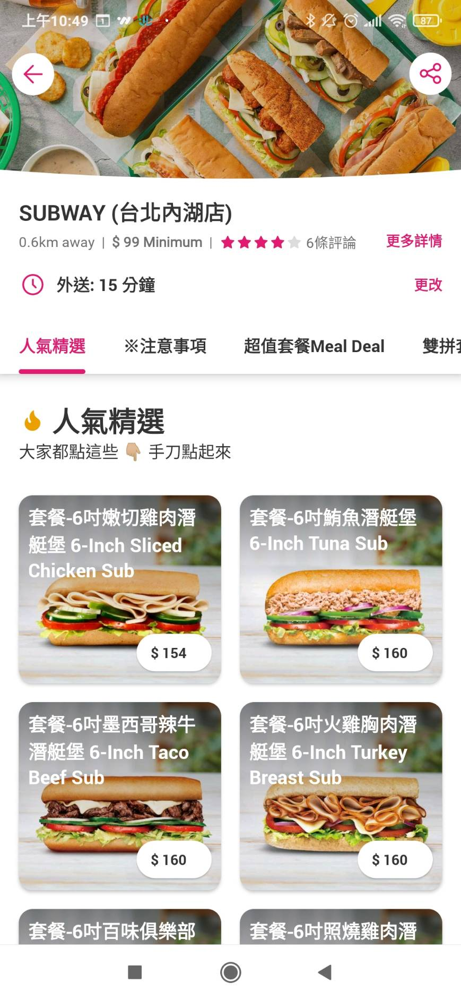 上午10:49
1
87
SUBWAY (台北內湖店)
0.6km away | $ 99 Minimum | 6條評論 更多詳情
外送: 15 分鐘 更改
人氣精選 ※注意事項 超值套餐Meal Deal 雙拼
人氣精選
大家都點這些 👇🏼 手刀點起來
套餐-6吋嫩切雞肉潛
艇堡 6-Inch Sliced
Chicken Sub
$ 154
套餐-6吋鮪魚潛艇堡
6-Inch Tuna Sub
$ 160
套餐-6吋墨西哥辣牛
潛艇堡 6-Inch Taco
Beef Sub
$ 160
套餐-6吋火雞胸肉潛
艇堡 6-Inch Turkey
Breast Sub
$ 160
套餐-6吋百味俱樂部
套餐-6吋照燒雞肉潛